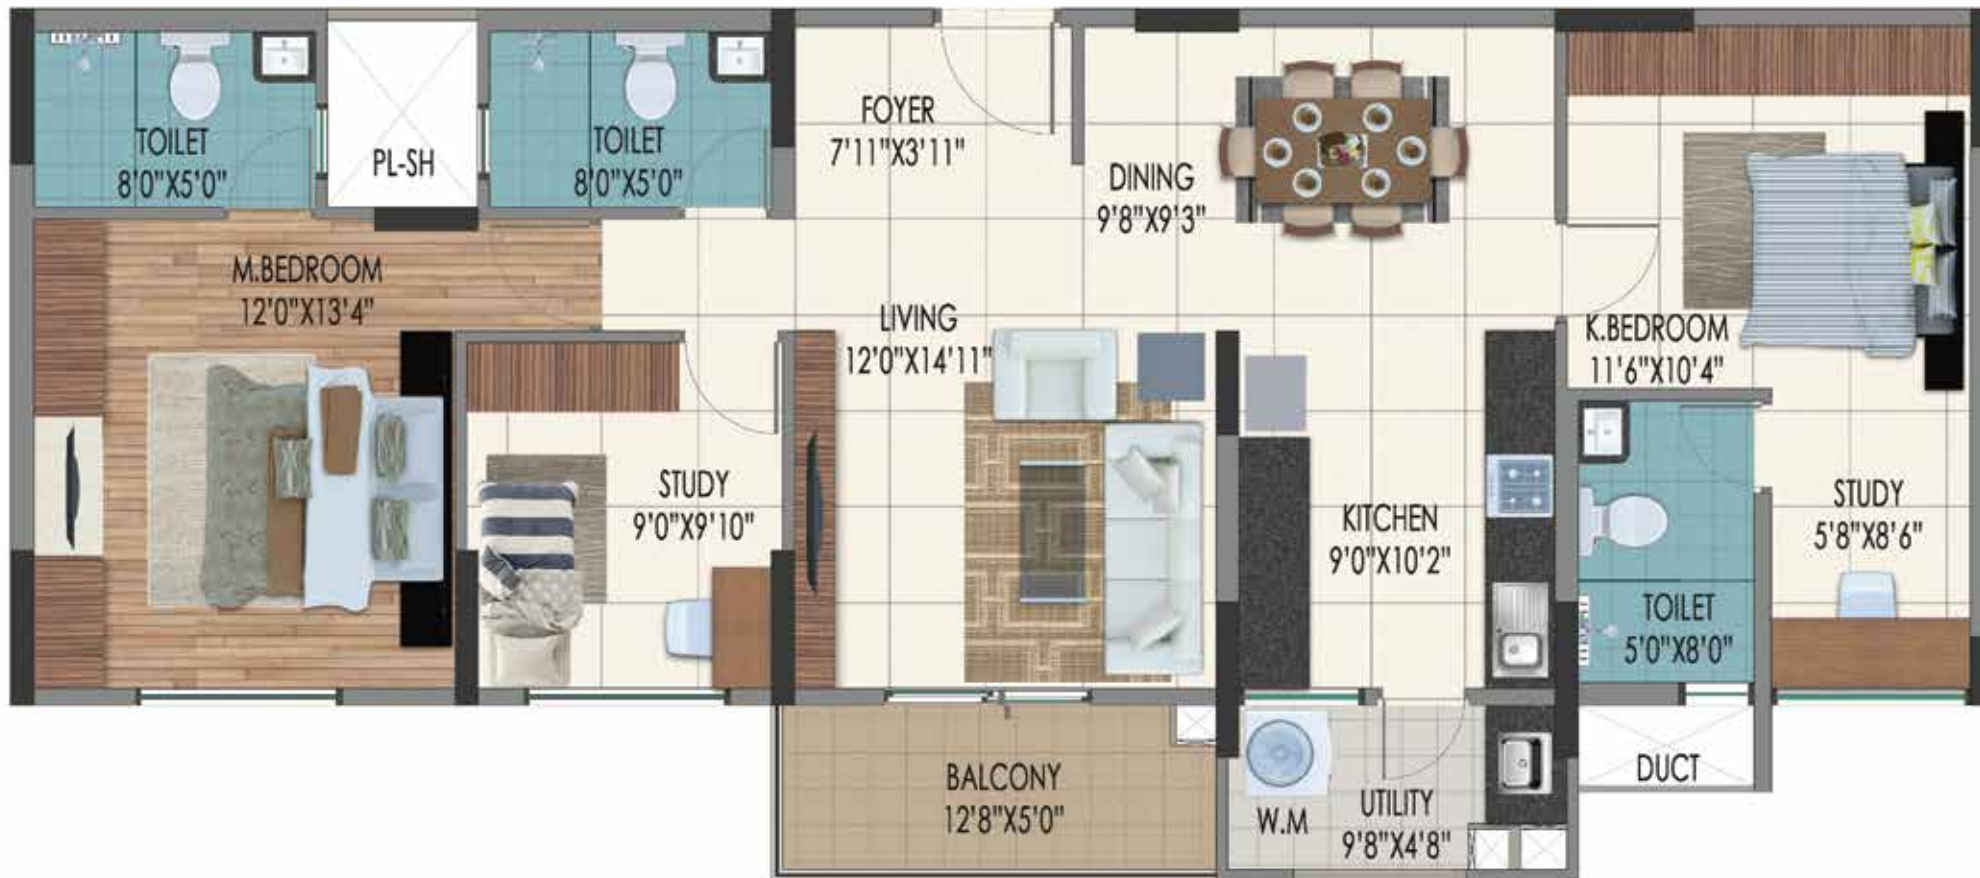 TOILET
8'0"X5'0"
PL-SH
TOILET
8'0"X5'0"
FOYER
7'11"X3'11"
DINING
9'8"X9'3"
M.BEDROOM
12'0"X13'4"
LIVING
12'0"X14'11"
K.BEDROOM
11'6"X10'4"
STUDY
9'0"X9'10"
KITCHEN
9'0"X10'2"
STUDY
5'8"X8'6"
TOILET
5'0"X8'0"
BALCONY
12'8"X5'0"
W.M
UTILITY
9'8"X4'8"
DUCT